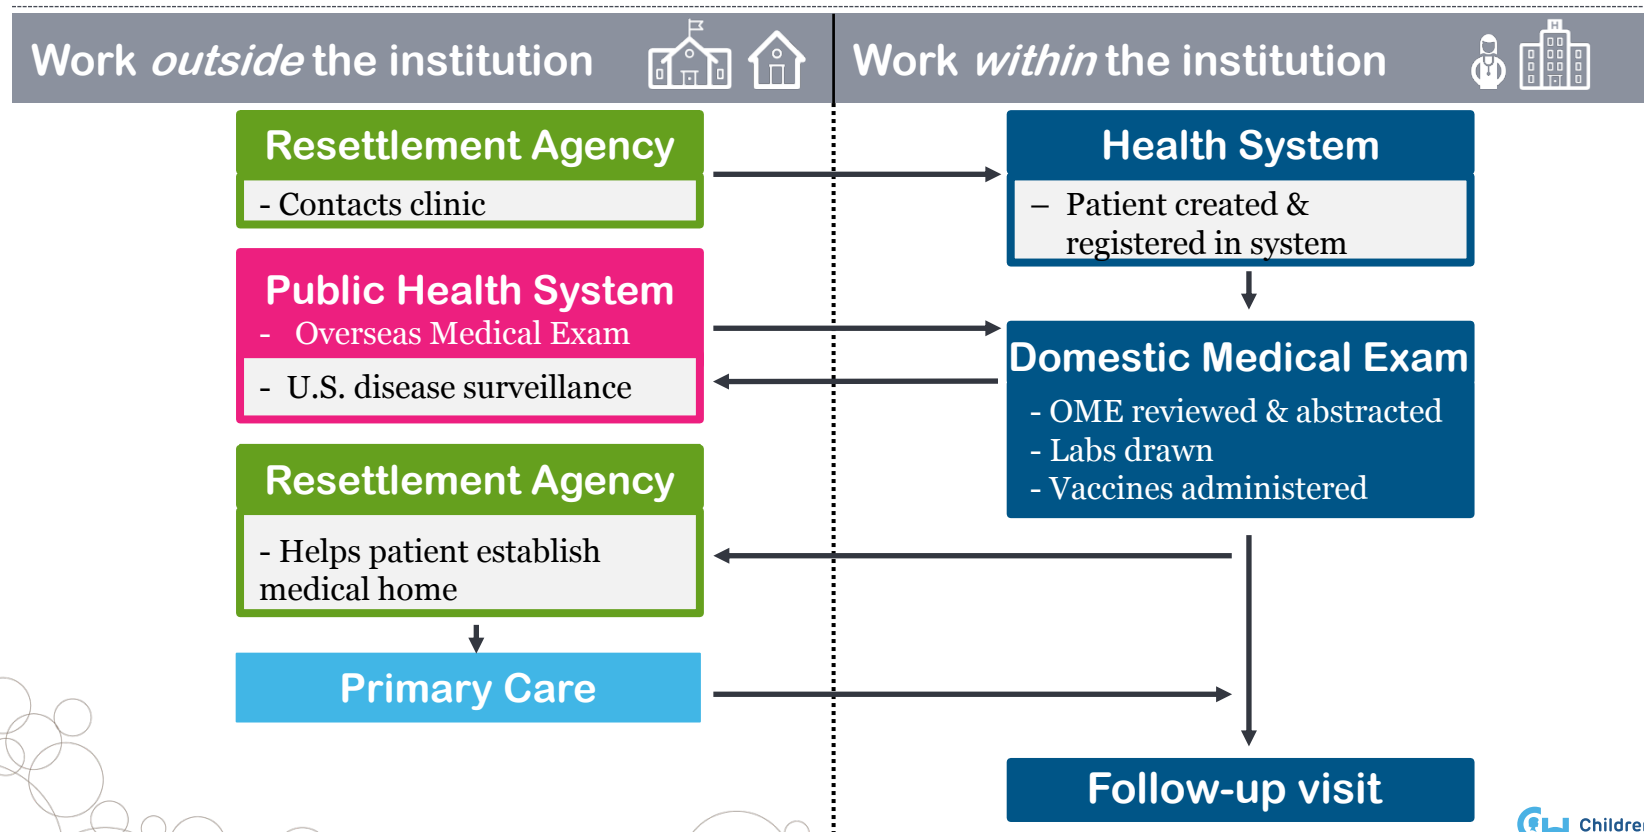 Work outside the institution
Work within the institution
H
Resettlement Agency
- Contacts clinic
Public Health System
- Overseas Medical Exam
- U.S. disease surveillance
Resettlement Agency
- Helps patient establish
medical home
Primary Care
Health System
– Patient created &
registered in system
Domestic Medical Exam
- OME reviewed & abstracted
- Labs drawn
- Vaccines administered
Follow-up visit